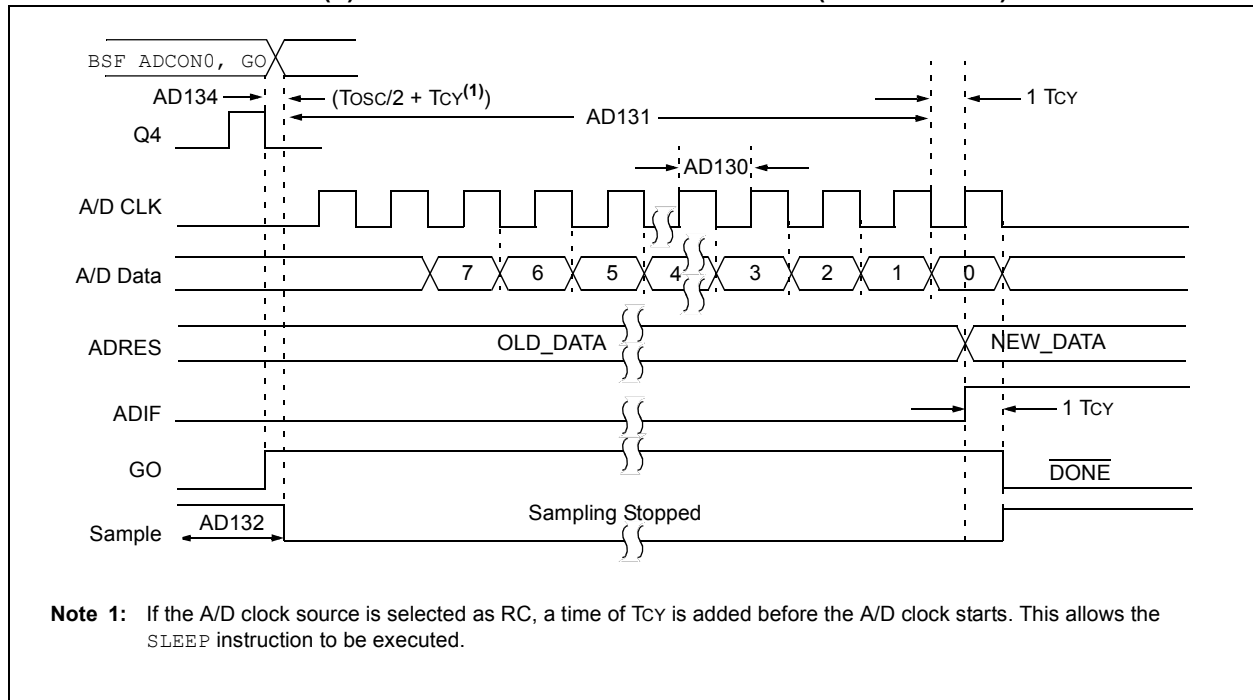 BSF ADCON0, GO
AD134
(TOSC/2 + TCY(1))
1 TCY
AD131
Q4
AD130
A/D CLK
A/D Data
7 6 5 4 3 2 1 0
ADRES
OLD_DATA
NEW_DATA
ADIF
1 TCY
GO
DONE
Sample
AD132
Sampling Stopped
Note 1: If the A/D clock source is selected as RC, a time of TCY is added before the A/D clock starts. This allows the
SLEEP instruction to be executed.